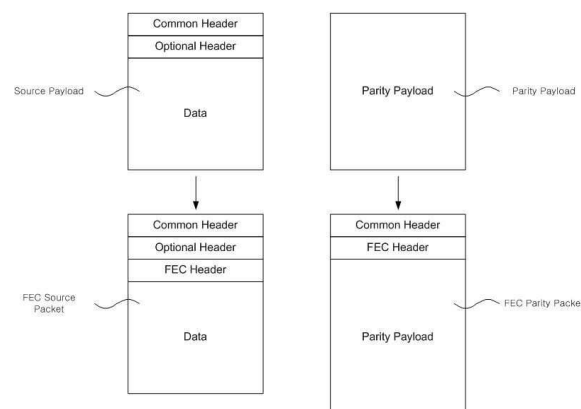 Common Header
Optional Header
Source Payload
Data
Parity Payload
Parity Payload
Common Header
Optional Header
FEC Header
FEC Source
Packet
Data
Common Header
FEC Header
Parity Payload
FEC Parity Packe